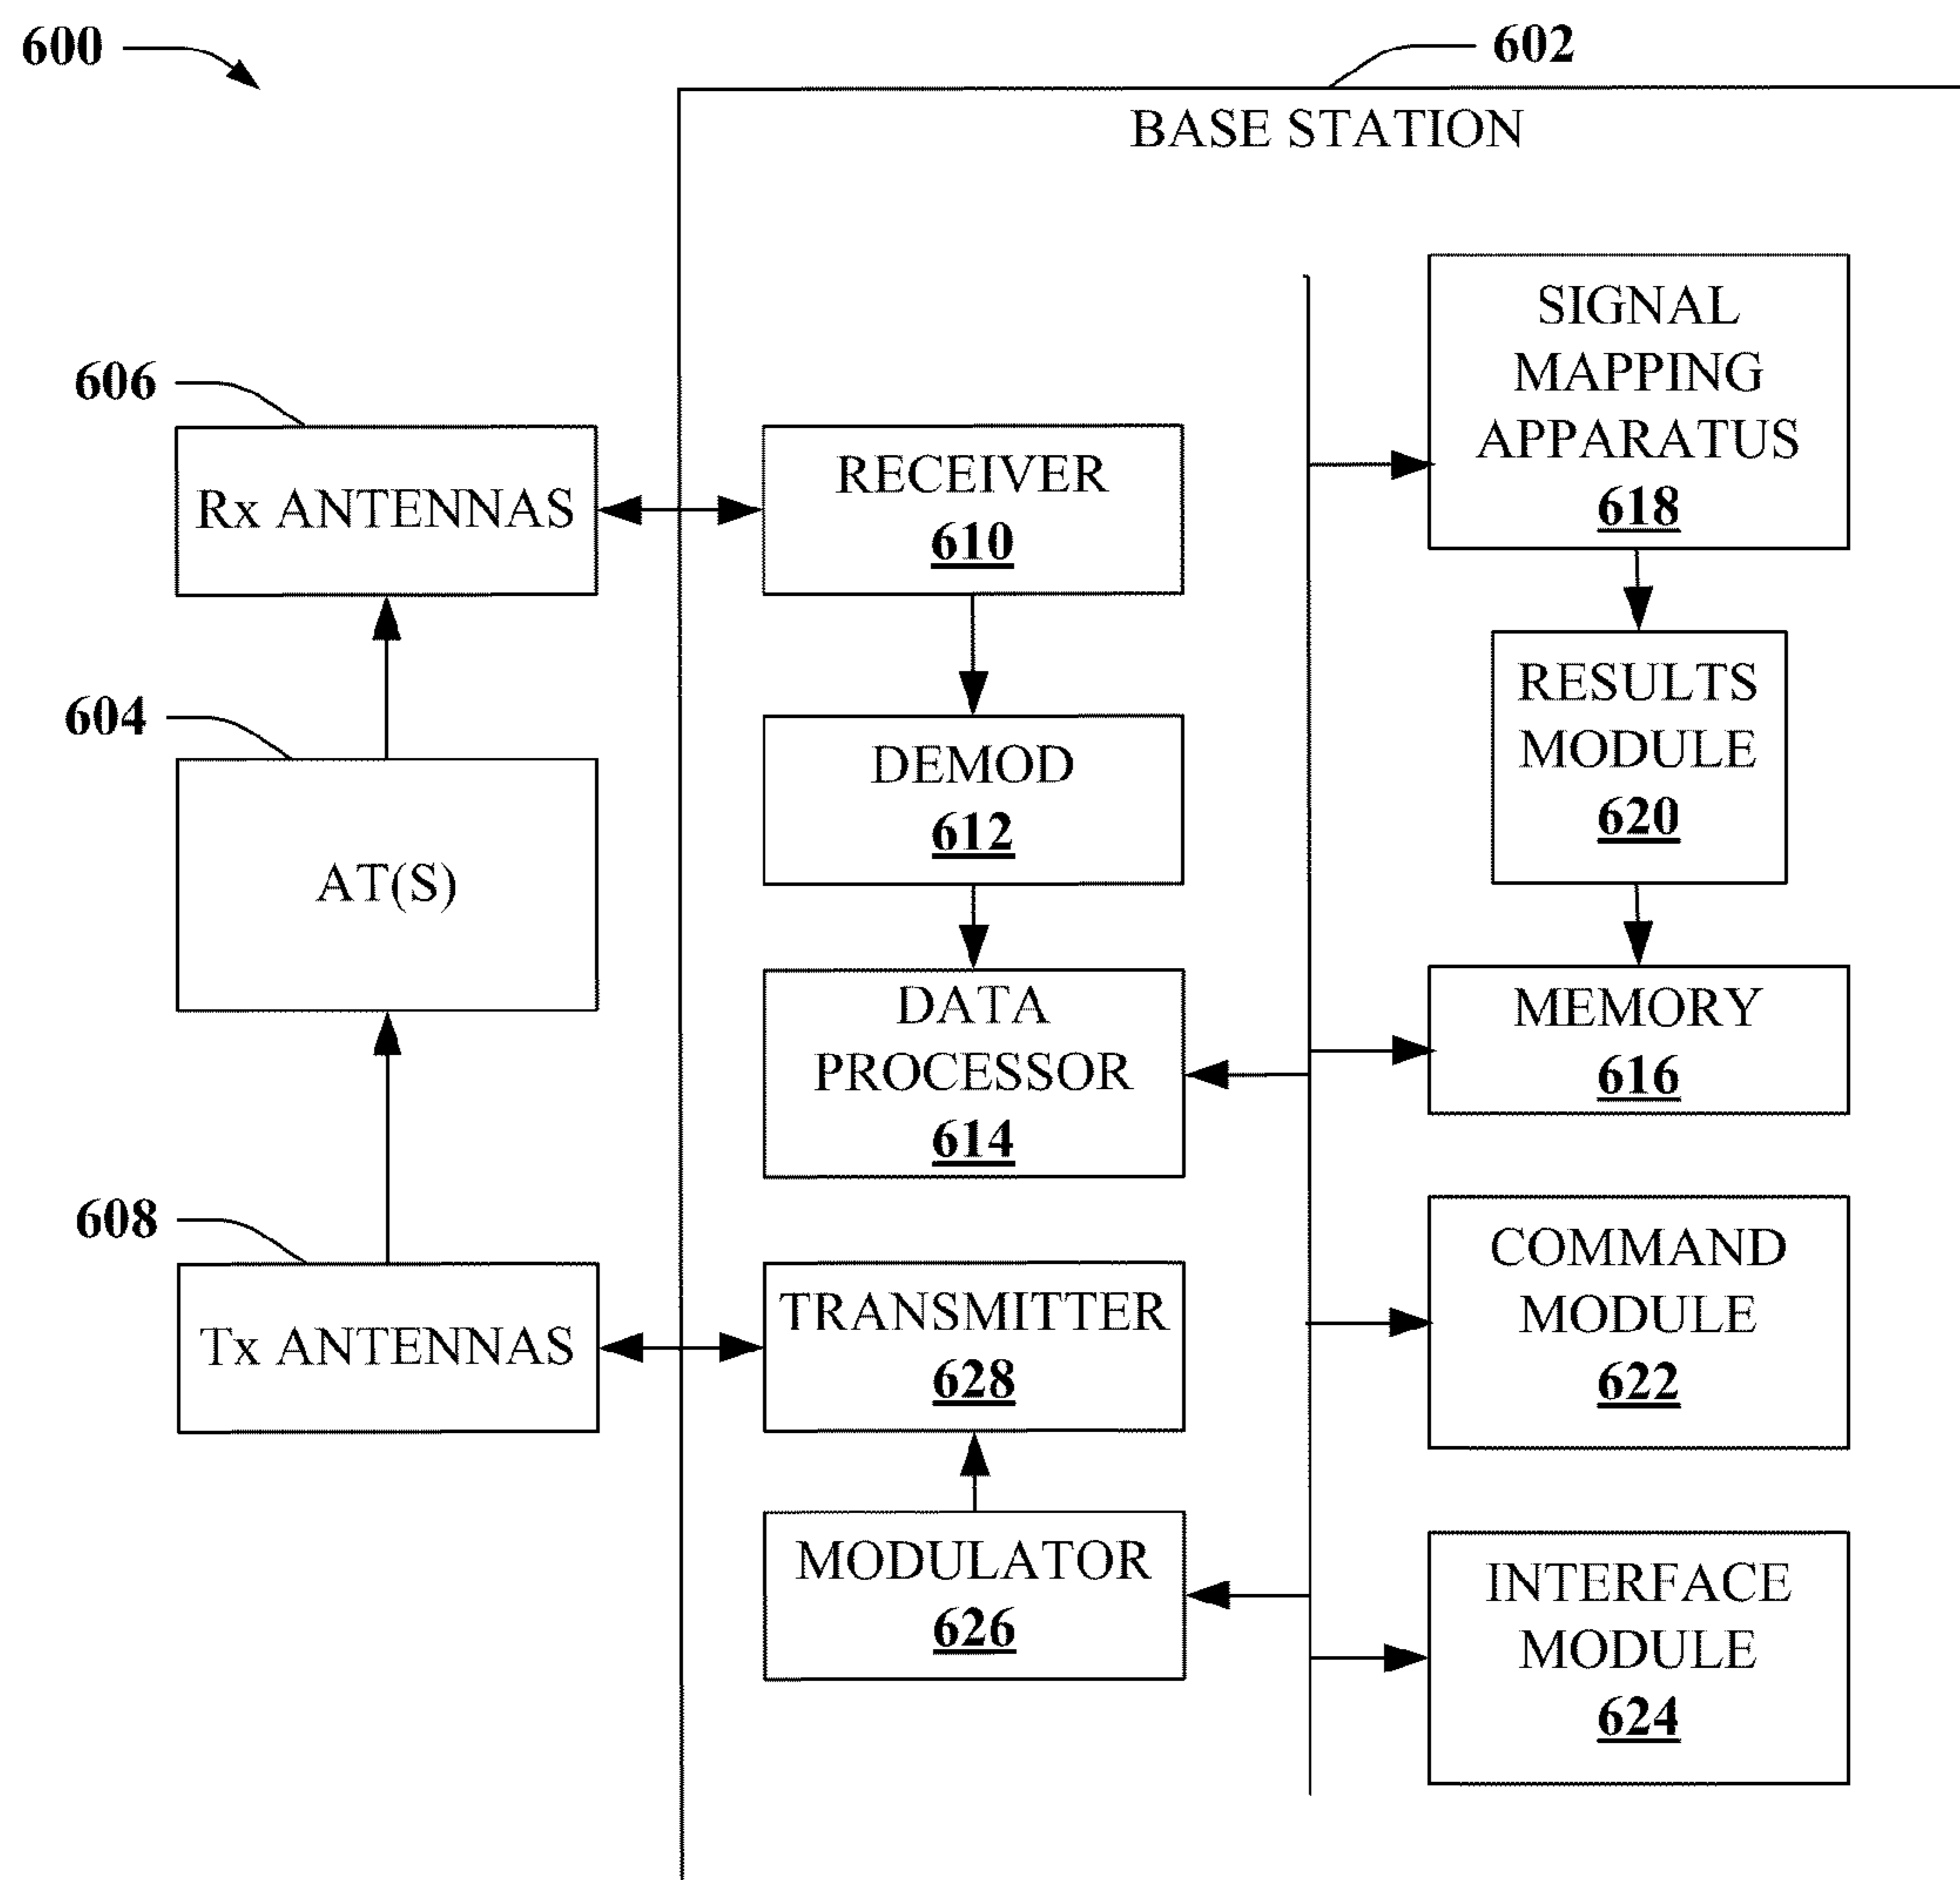 600
602
BASE STATION
606
Rx ANTENNAS
604
AT(S)
608
Tx ANTENNAS
RECEIVER
610
DEMOD
612
DATA
PROCESSOR
614
TRANSMITTER
628
MODULATOR
626
SIGNAL
MAPPING
APPARATUS
618
RESULTS
MODULE
620
MEMORY
616
COMMAND
MODULE
622
INTERFACE
MODULE
624